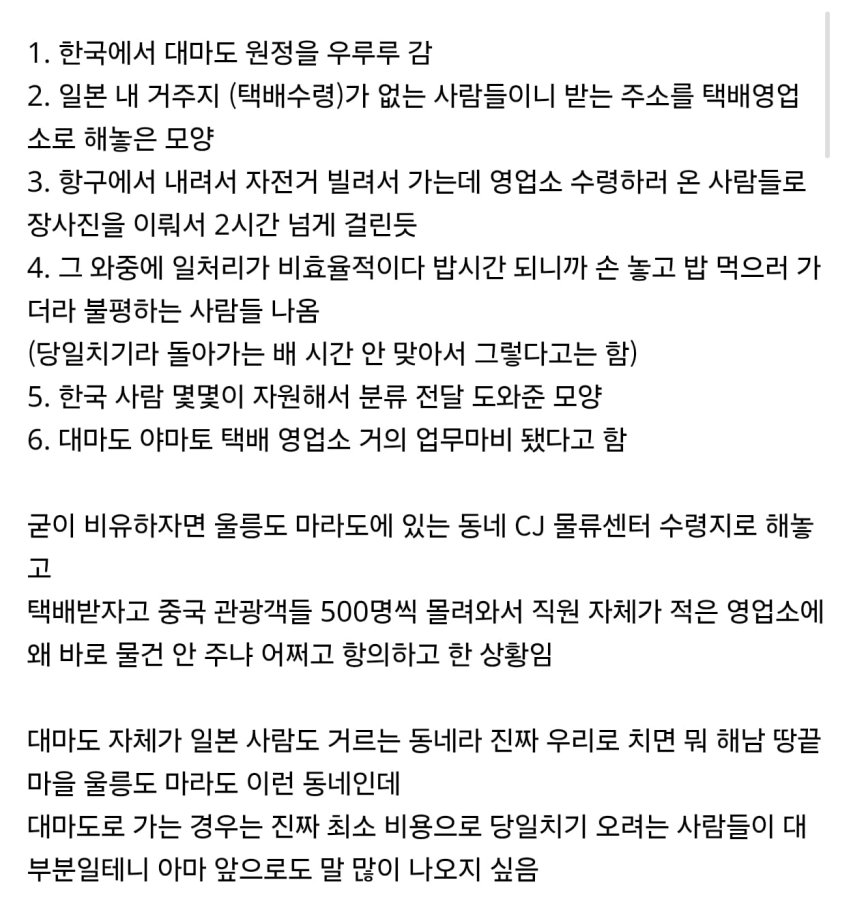 1. 한국에서 대마도 원정을 우루루 감
2. 일본 내 거주지 (택배수령)가 없는 사람들이니 받는 주소를 택배영업
소로 해놓은 모양
3. 항구에서 내려서 자전거 빌려서 가는데 영업소 수령하러 온 사람들로
장사진을 이뤄서 2시간 넘게 걸린듯
4. 그 와중에 일처리가 비효율적이다 밥시간 되니까 손 놓고 밥 먹으러 가
더라 불평하는 사람들 나옴
(당일치기라 돌아가는 배 시간 안 맞아서 그렇다고는 함)
5. 한국 사람 몇몇이 자원해서 분류 전달 도와준 모양
6. 대마도 야마토 택배 영업소 거의 업무마비 됐다고 함
굳이 비유하자면 울릉도 마라도에 있는 동네 CJ 물류센터 수령지로 해놓
고
택배받자고 중국 관광객들 500명씩 몰려와서 직원 자체가 적은 영업소에
왜 바로 물건 안 주냐 어쩌고 항의하고 한 상황임
대마도 자체가 일본 사람도 거르는 동네라 진짜 우리로 치면 뭐 해남 땅끝
마을 울릉도 마라도 이런 동네인데
대마도로 가는 경우는 진짜 최소 비용으로 당일치기 오려는 사람들이 대
부분일테니 아마 앞으로도 말 많이 나오지 싶음